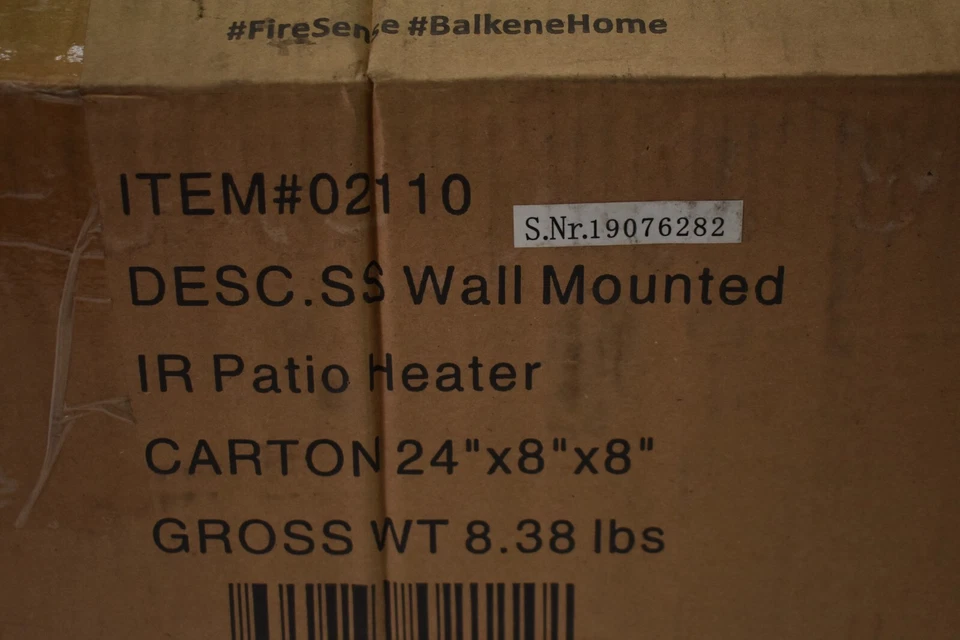 #FireSense #BalkeneHome
ITEM#02110
S.Nr.19076282
DESC.SS Wall Mounted
IR Patio Heater
CARTON 24"x8"x8"
GROSS WT 8.38 lbs